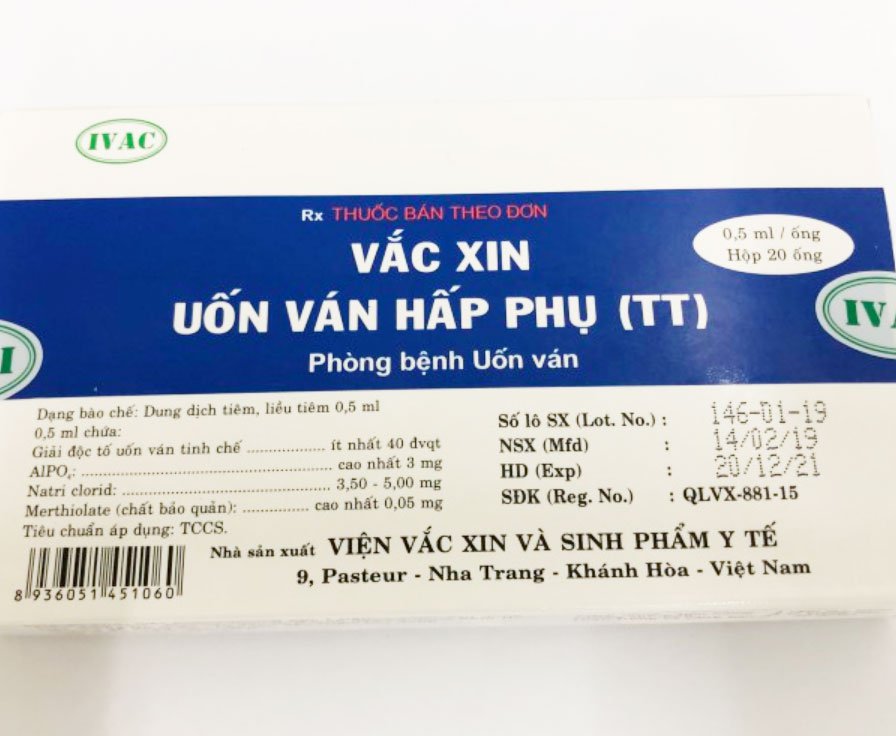 IVAC
Rx THUỐC BÁN THEO ĐƠN
VẮC XIN
UỐN VÁN HẤP PHỤ (TT)
Phòng bệnh Uốn ván
0,5 ml / ống
Hộp 20 ống
Dạng bào chế: Dung dịch tiêm, liều tiêm 0,5 ml
0,5 ml chứa:
Giải độc tố uốn ván tinh chế .................. ít nhất 40 đvqt
AlPO₄: .................. cao nhất 3 mg
Natri clorid: .................. 3,50 - 5,00 mg
Merthiolate (chất bảo quản): .............. cao nhất 0,05 mg
Tiêu chuẩn áp dụng: TCCS.
Số lô SX (Lot. No.) : 146-01-19
NSX (Mfd) : 14/02/19
HD (Exp) : 20/12/21
SĐK (Reg. No.) : QLVX-881-15
Nhà sản xuất VIỆN VẮC XIN VÀ SINH PHẨM Y TẾ
9, Pasteur - Nha Trang - Khánh Hòa - Việt Nam
8 936051 451060